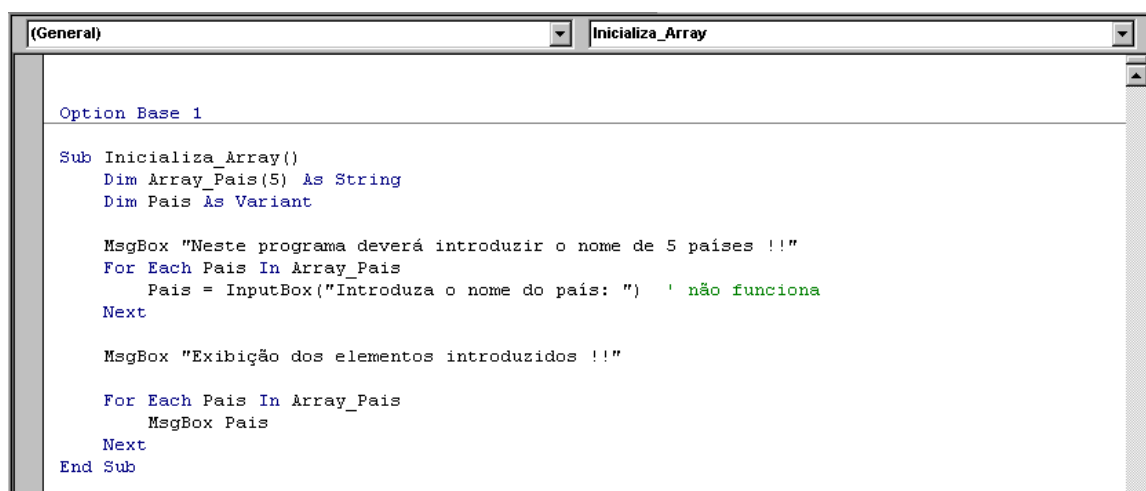 (General) Inicializa_Array
Option Base 1
Sub Inicializa_Array()
Dim Array_Pais(5) As String
Dim Pais As Variant
MsgBox "Neste programa deverá introduzir o nome de 5 países !!"
For Each Pais In Array_Pais
Pais = InputBox("Introduza o nome do país: ") ' não funciona
Next
MsgBox "Exibição dos elementos introduzidos !!"
For Each Pais In Array_Pais
MsgBox Pais
Next
End Sub